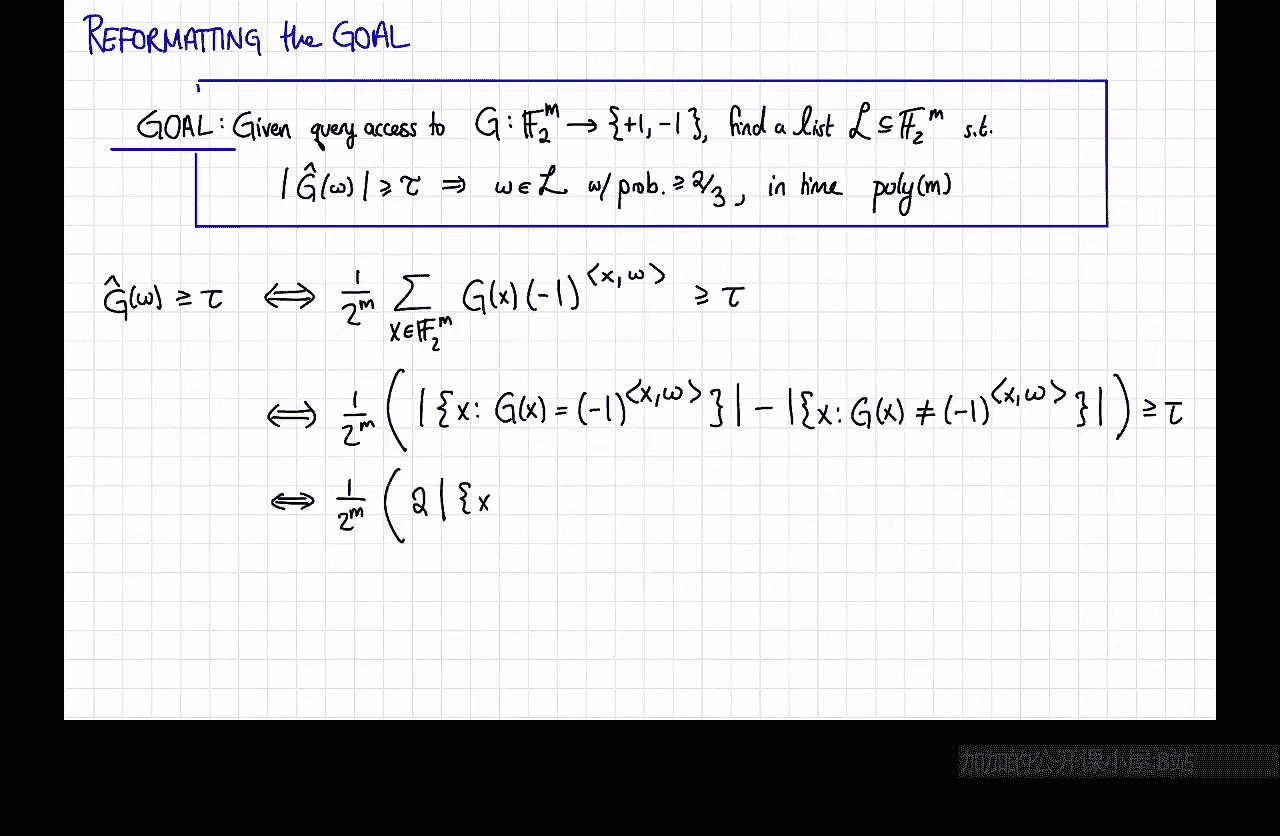 REFORMATTING the GOAL
GOAL: Given query access to G: 𝔽₂ᵐ → {+1, -1}, find a list ℒ ⊆ 𝔽₂ᵐ s.t.
|Ĝ(ω)| ≥ τ ⇒ ω ∈ ℒ w/ prob. ≥ 2/3, in time poly(m)
Ĝ(ω) ≥ τ ⟺ 1/2ᵐ ∑_{x∈𝔽₂ᵐ} G(x)(-1)^{<x,ω>} ≥ τ
⟺ 1/2ᵐ ( |{x: G(x) = (-1)^{<x,ω>}}| - |{x: G(x) ≠ (-1)^{<x,ω>}}| ) ≥ τ
⟺ 1/2ᵐ ( 2 | {x
加加的公开课小屋 B站